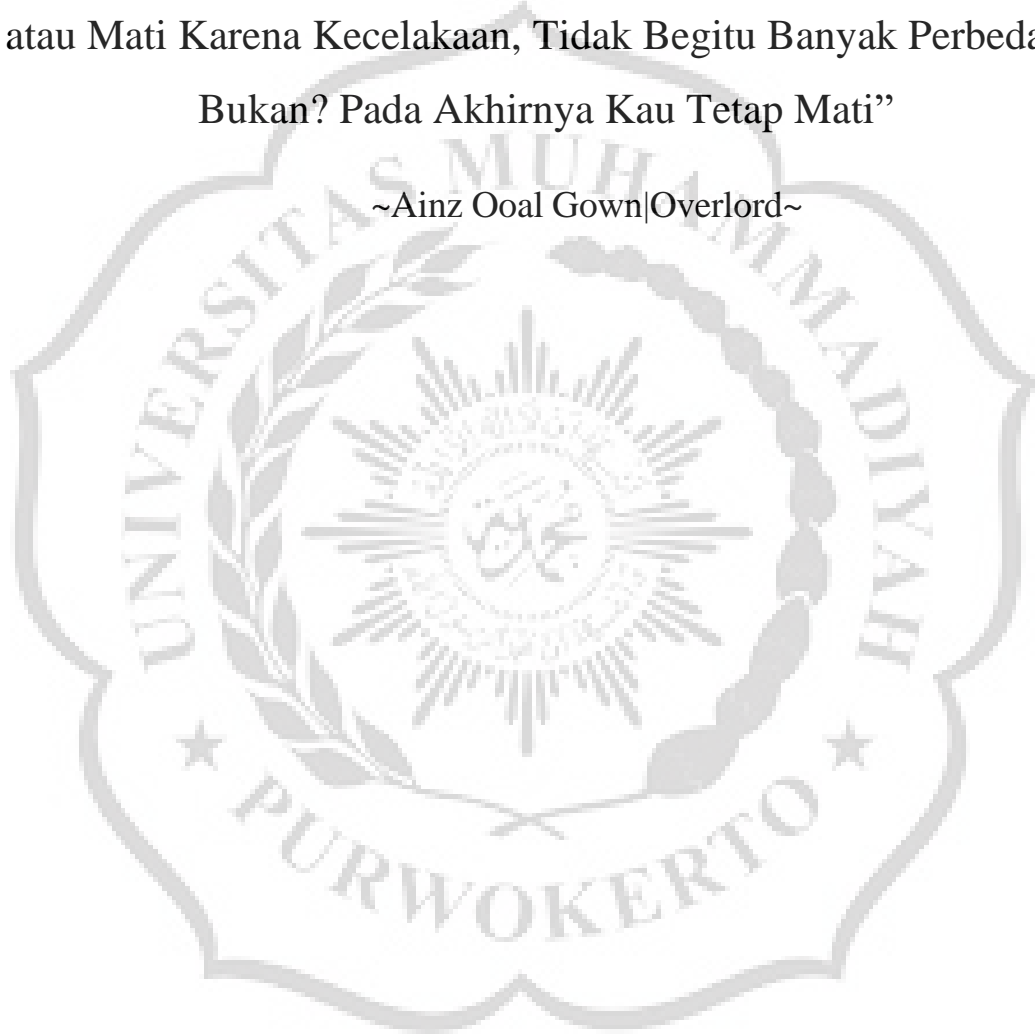 atau Mati Karena Kecelakaan, Tidak Begitu Banyak
Bukan? Pada Akhirnya Kau Tetap Mati”
~Ainz Ooal Gown|Overlord~
UNIVERSITAS MUHAMMADIYAH
★ PURWOKERTO ★